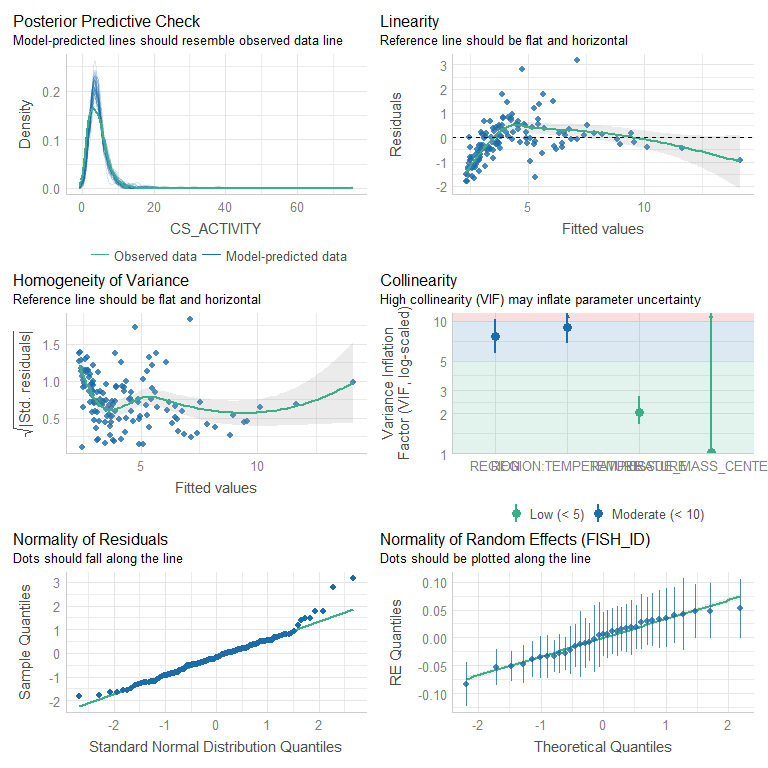 Posterior Predictive Check
Model-predicted lines should resemble observed data line
Density
0.2
0.1
0.0
0
20
40
60
CS_ACTIVITY
Observed data
Model-predicted data
Linearity
Reference line should be flat and horizontal
Residuals
3
2
1
0
-1
-2
5
10
Fitted values
Homogeneity of Variance
Reference line should be flat and horizontal
√|Std. residuals|
1.5
1.0
0.5
5
10
Fitted values
Collinearity
High collinearity (VIF) may inflate parameter uncertainty
Variance Inflation
Factor (VIF, log-scaled)
10
5
3
2
1
Low (< 5)
Moderate (< 10)
Normality of Residuals
Dots should fall along the line
Sample Quantiles
3
2
1
0
-1
-2
-2
-1
0
1
2
Standard Normal Distribution Quantiles
Normality of Random Effects (FISH_ID)
Dots should be plotted along the line
RE Quantiles
0.10
0.05
0.00
-0.05
-0.10
-2
-1
0
1
2
Theoretical Quantiles